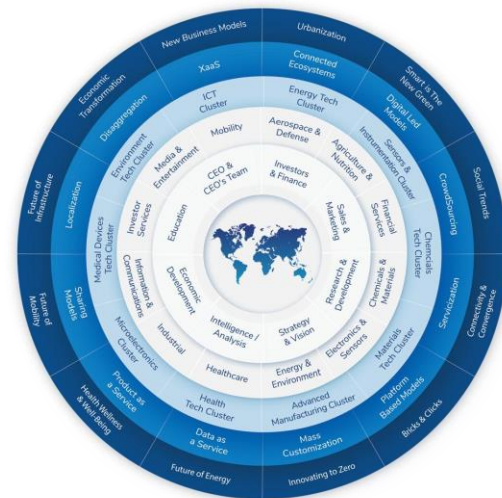 New Business Models
Urbanization
Smart is The
New Green
Social Trends
Connectivity &
Convergence
Bricks & Clicks
Innovating to Zero
Future of Energy
Health Wellness
& Well-Being
Future of
Mobility
Future of
Infrastructure
Economic
Transformation
XaaS
Connected
Ecosystems
Digital Led
Models
CrowdSourcing
Servicization
Platform
Based Models
Mass
Customization
Data as
a Service
Product as
a Service
Sharing
Models
Localization
Disaggregation
ICT
Cluster
Energy Tech
Cluster
Sensors &
Instrumentation Cluster
Chemcials
Tech Cluster
Materials
Tech Cluster
Advanced
Manufacturing Cluster
Health
Tech Cluster
Microelectronics
Cluster
Medical Devices
Tech Cluster
Environment
Tech Cluster
Mobility
Aerospace &
Defense
Agriculture &
Nutrition
Financial
Services
Chemicals &
Materials
Electronics &
Sensors
Energy &
Environment
Healthcare
Industrial
Information &
Communications
Investor
Services
Media &
Entertainment
CEO &
CEO's Team
Investors
& Finance
Sales &
Marketing
Research &
Development
Strategy
& Vision
Intelligence /
Analysis
Economic
Development
Education